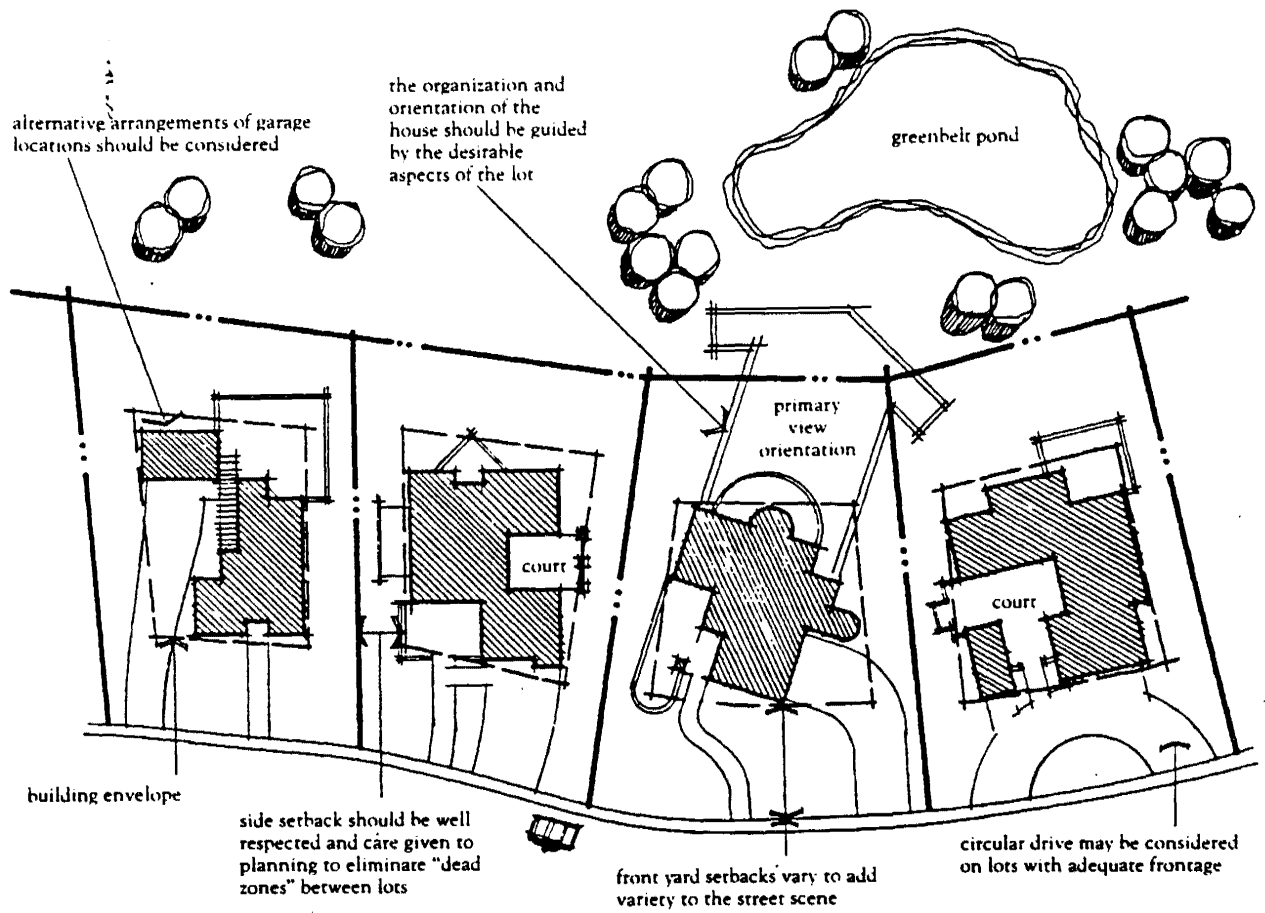 alternative arrangements of garage
locations should be considered
the organization and
orientation of the
house should be guided
by the desirable
aspects of the lot
greenbelt pond
primary
view
orientation
court
court
building envelope
side setback should be well
respected and care given to
planning to eliminate "dead
zones" between lots
front yard setbacks vary to add
variety to the street scene
circular drive may be considered
on lots with adequate frontage